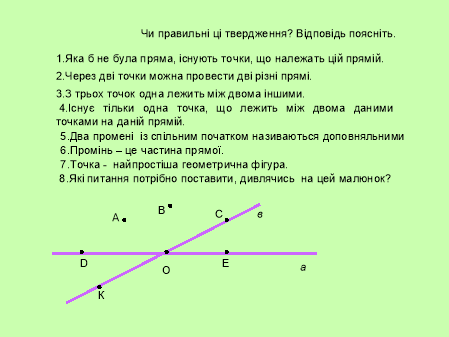 Чи правильні ці твердження? Відповідь поясніть.
1.Яка б не була пряма, існують точки, що належать цій прямій.
2.Через дві точки можна провести дві різні прямі.
3.З трьох точок одна лежить між двома іншими.
4.Існує тільки одна точка, що лежить між двома даними
точками на даній прямій.
5.Два промені із спільним початком називаються доповняльними
6.Промінь – це частина прямої.
7.Точка - найпростіша геометрична фігура.
8.Які питання потрібно поставити, дивлячись на цей малюнок?
A B C в
D O E а
К